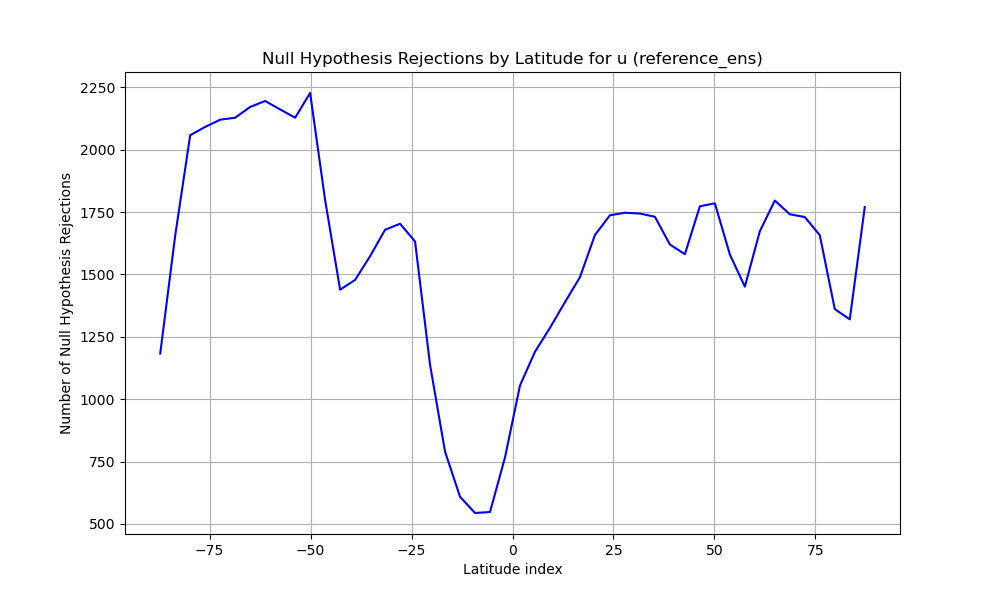 Null Hypothesis Rejections by Latitude for u (reference_ens)
Number of Null Hypothesis Rejections
2250
2000
1750
1500
1250
1000
750
500
−75 −50 −25 0 25 50 75
Latitude index